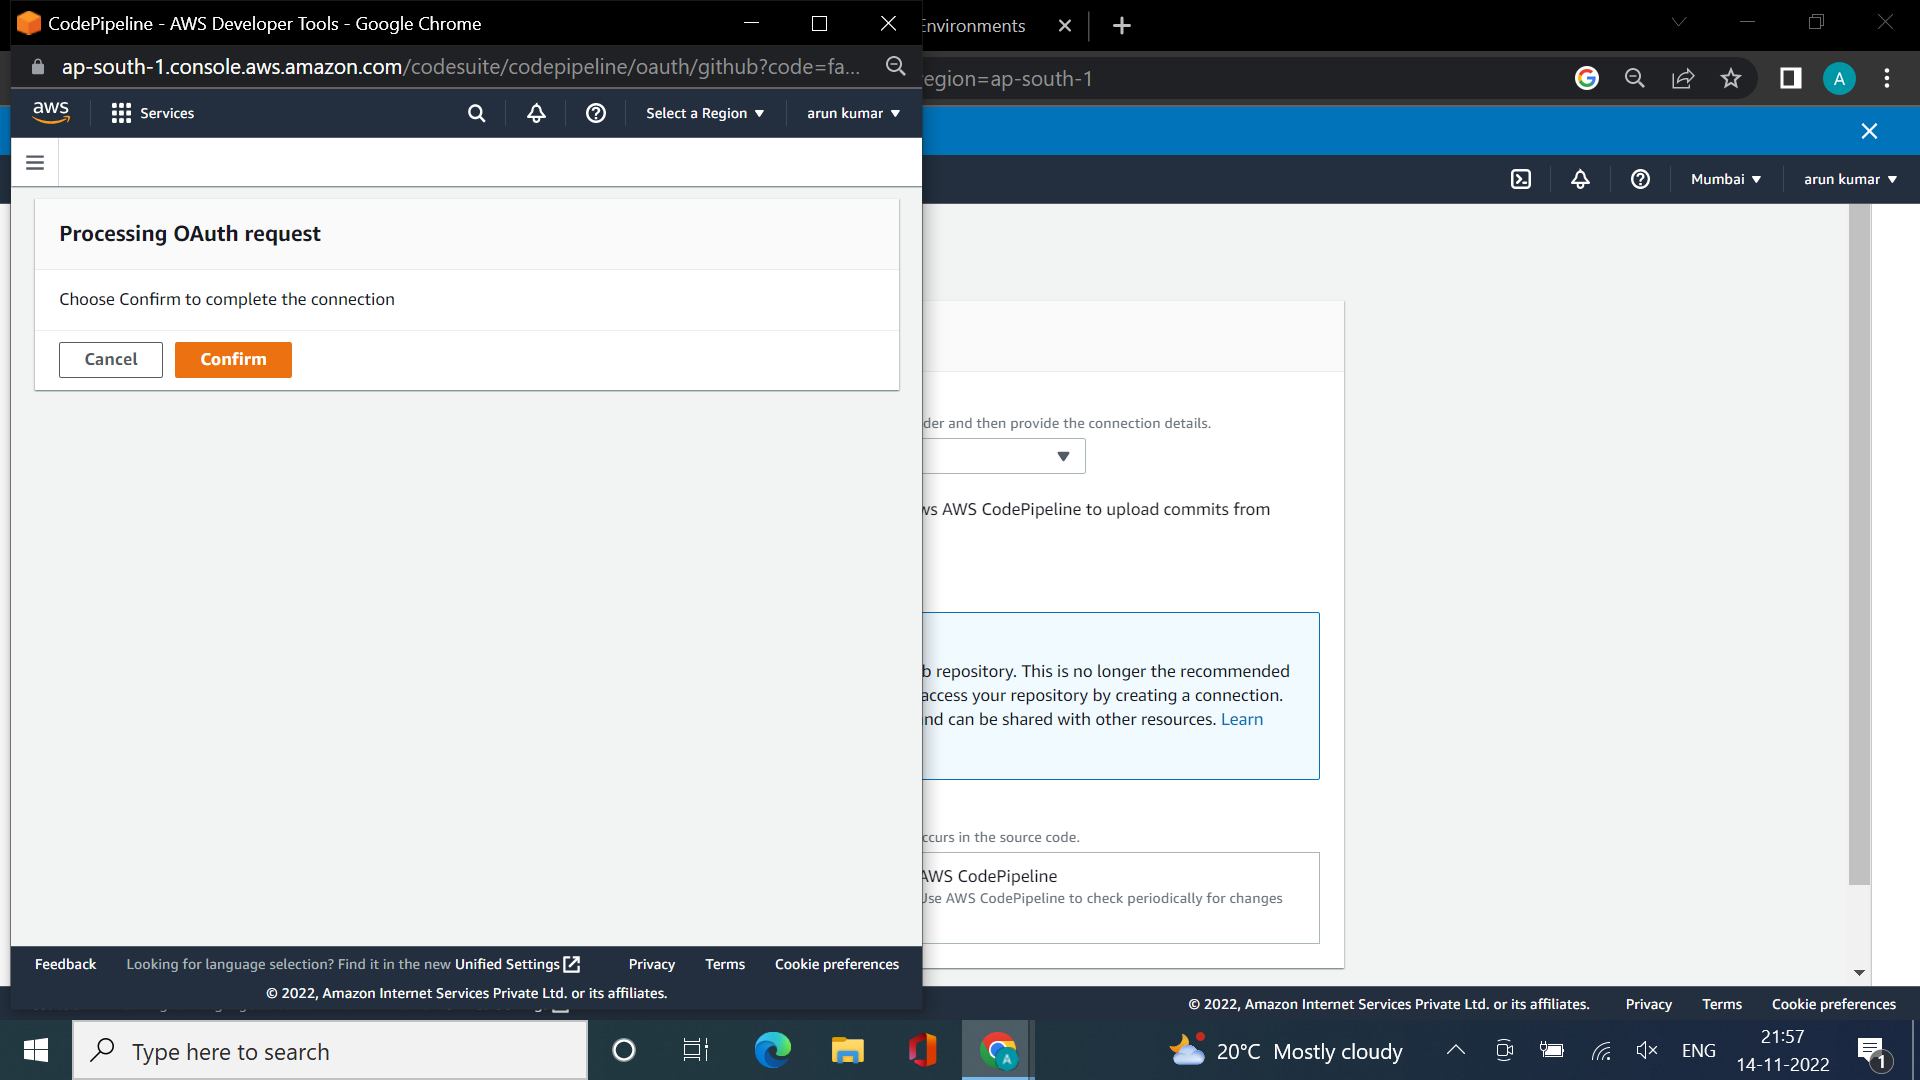 CodePipeline - AWS Developer Tools - Google Chrome
Environments
ap-south-1.console.aws.amazon.com/codesuite/codepipeline/oauth/github?code=fa...
egion=ap-south-1
A
aws
Services
Select a Region
arun kumar
Mumbai
arun kumar
Processing OAuth request
Choose Confirm to complete the connection
Cancel
Confirm
der and then provide the connection details.
ws AWS CodePipeline to upload commits from
b repository. This is no longer the recommended
access your repository by creating a connection.
nd can be shared with other resources. Learn
ccurs in the source code.
AWS CodePipeline
Use AWS CodePipeline to check periodically for changes
Feedback
Looking for language selection? Find it in the new Unified Settings
Privacy
Terms
Cookie preferences
© 2022, Amazon Internet Services Private Ltd. or its affiliates.
© 2022, Amazon Internet Services Private Ltd. or its affiliates.
Privacy
Terms
Cookie preferences
Type here to search
A
20°C Mostly cloudy
ENG
21:57
14-11-2022
1